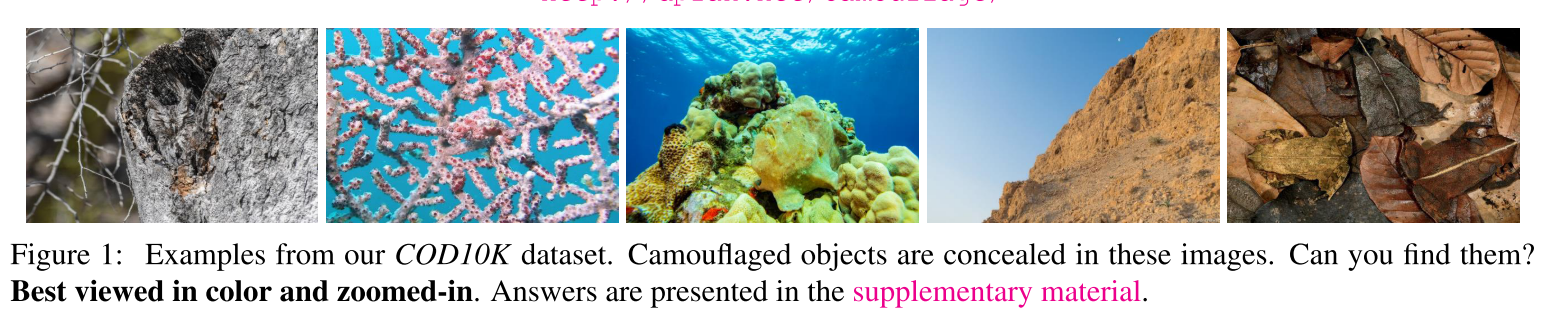 Figure 1: Examples from our COD10K dataset. Camouflaged objects are concealed in these images. Can you find them?
Best viewed in color and zoomed-in. Answers are presented in the supplementary material.